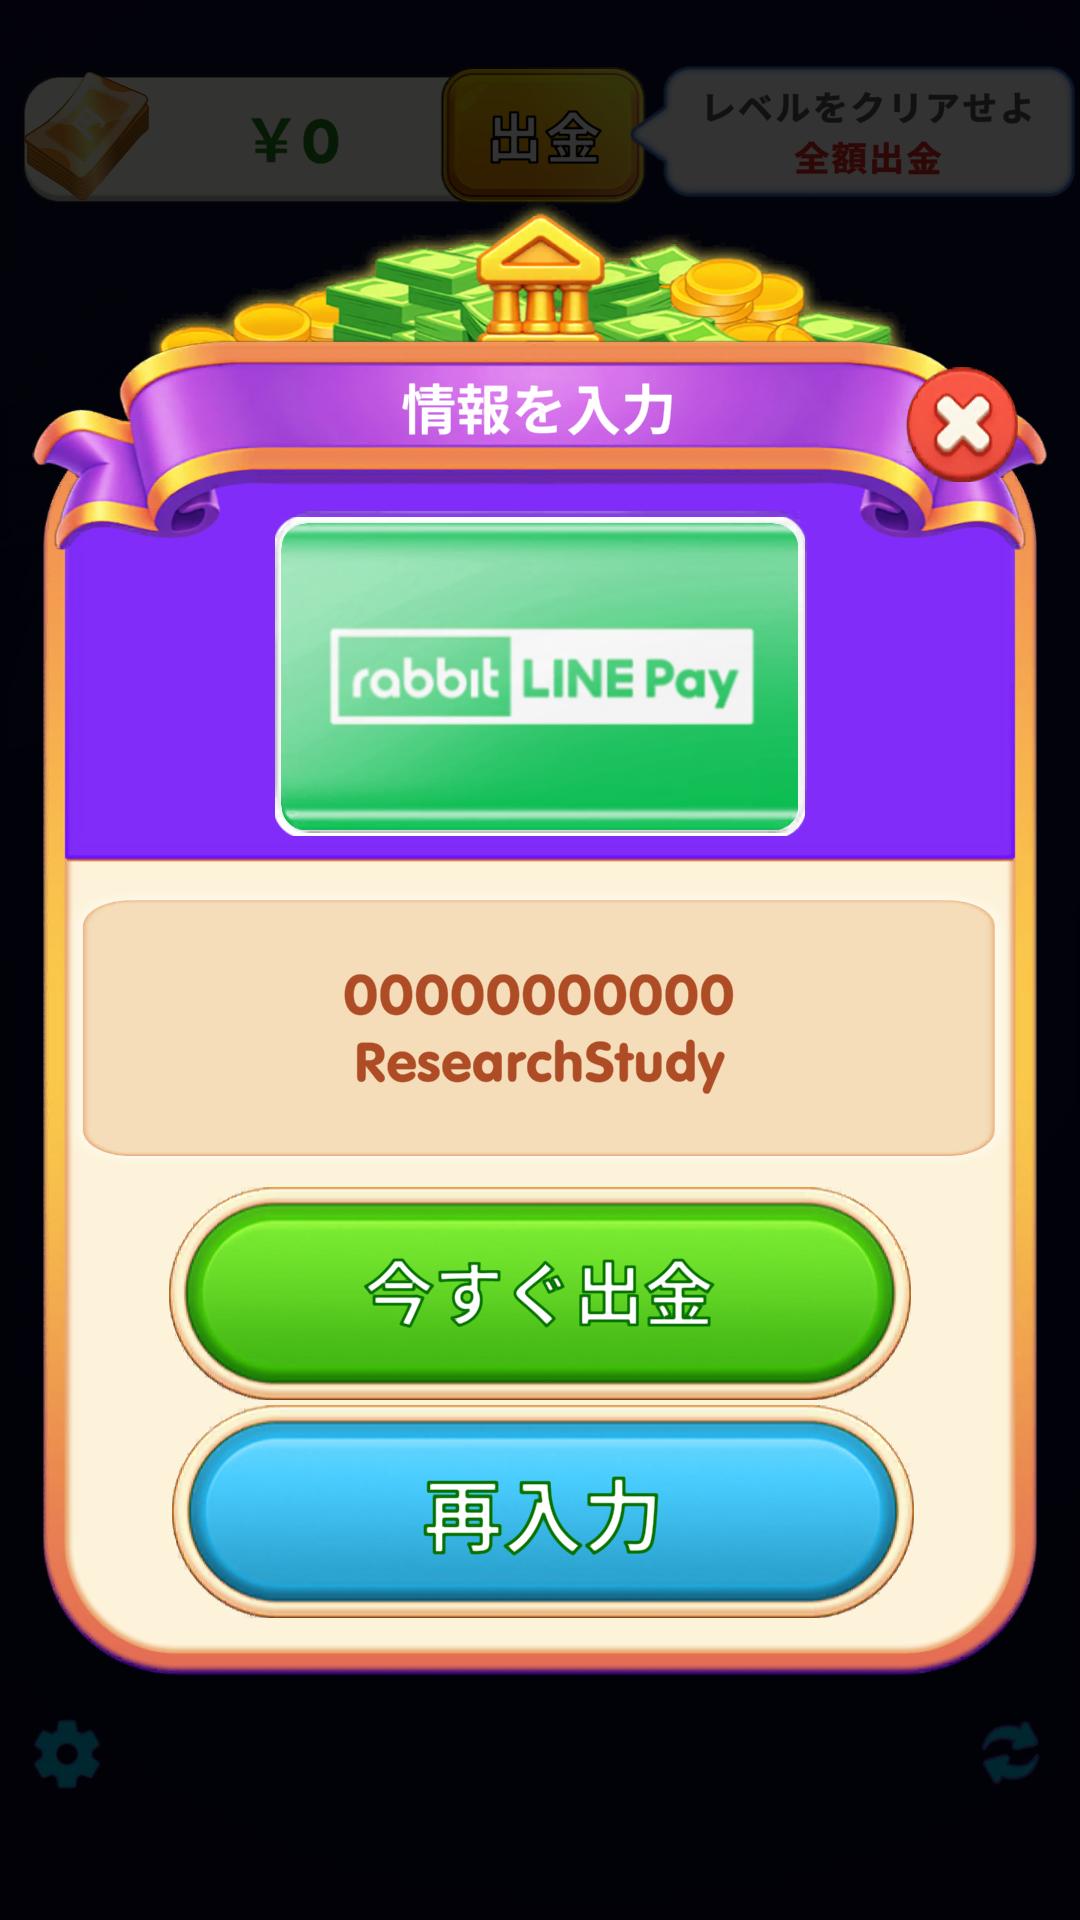 ¥0
出金
レベルをクリアせよ
全額出金
情報を入力
rabbit LINE Pay
00000000000
ResearchStudy
今すぐ出金
再入力